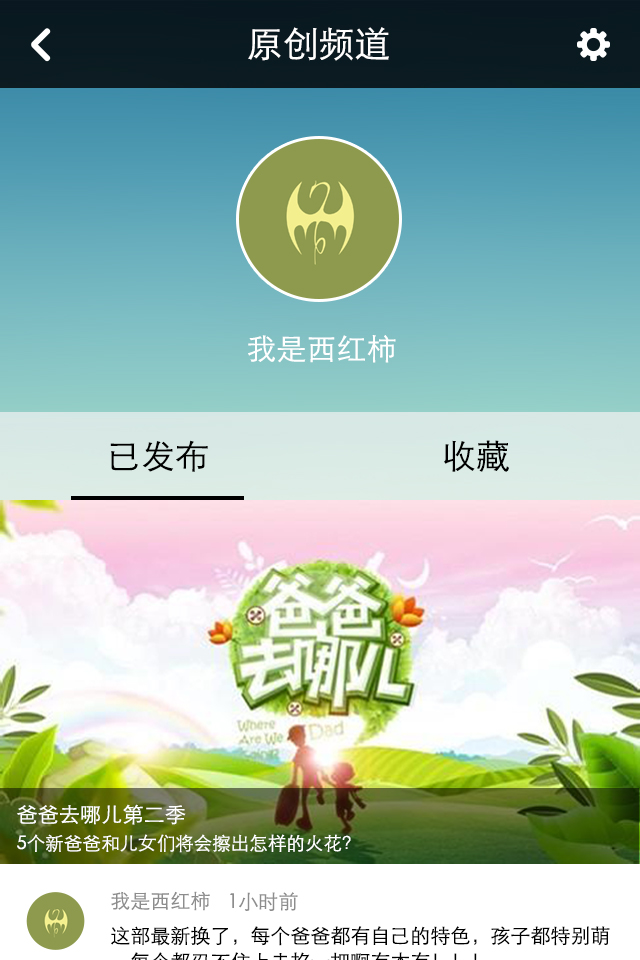 原创频道
我是西红柿
已发布
收藏
爸爸
去哪儿
Where
Are We
Going
Dad
爸爸去哪儿第二季
5个新爸爸和儿女们将会擦出怎样的火花?
我是西红柿 1小时前
这部最新换了，每个爸爸都有自己的特色，孩子都特别萌